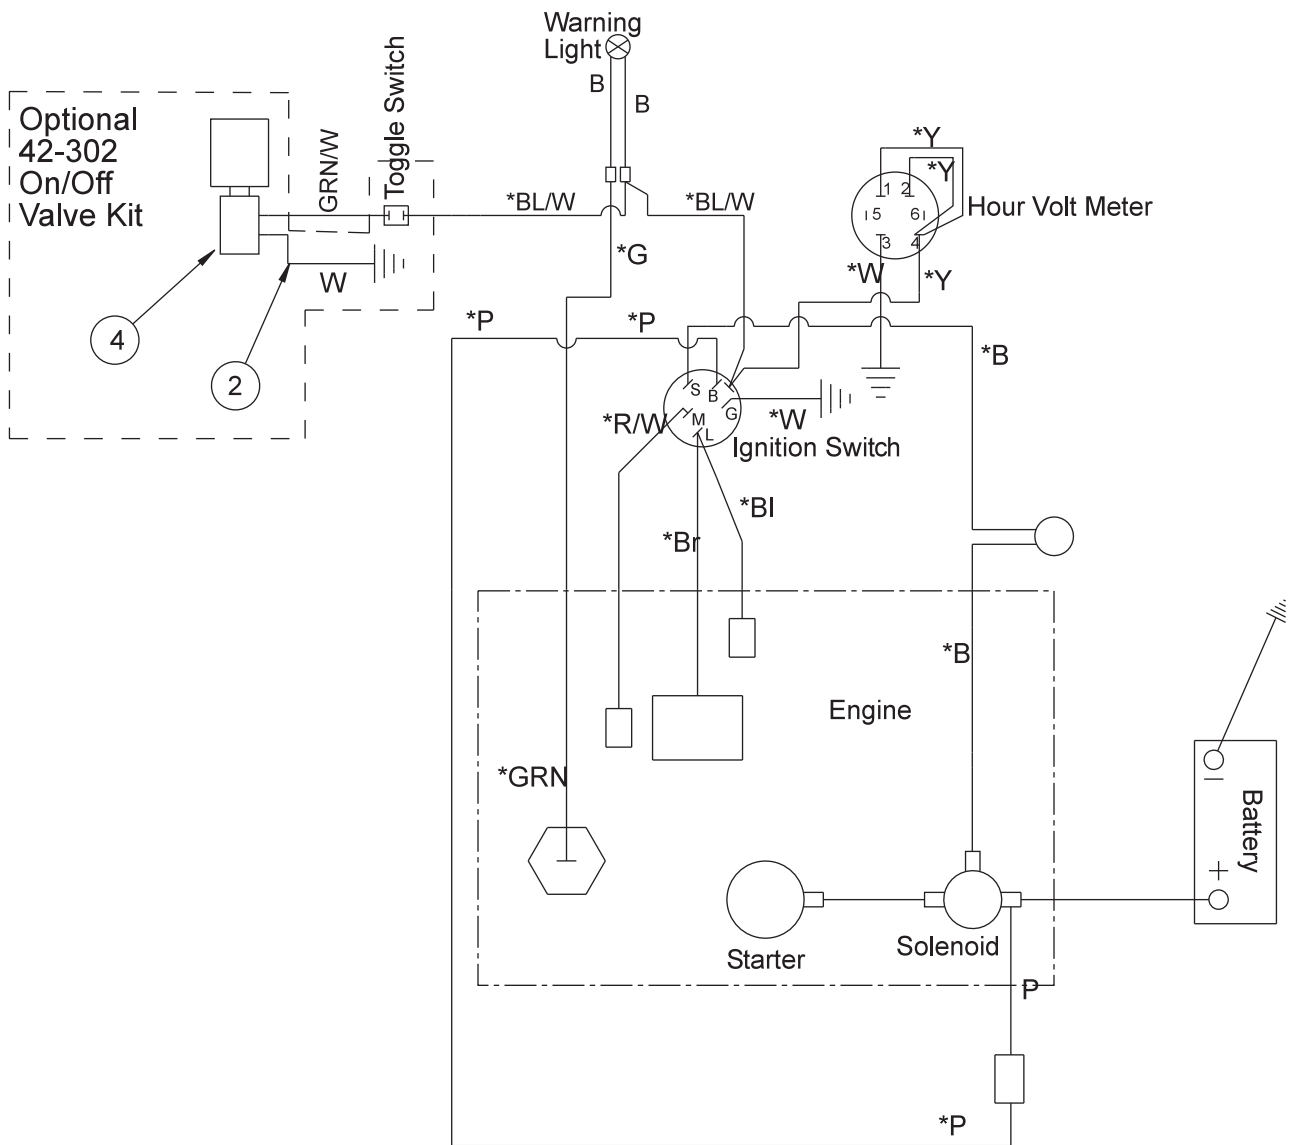 Warning
Light
B
B
Toggle Switch
Optional
42-302
On/Off
Valve Kit
GRN/W
*BL/W
*BL/W
*Y
*Y
1 2
5 6
3 4
Hour Volt Meter
*G
W
*W
*Y
4
2
*P
*P
*B
S B
G
M
L
*R/W
*W
Ignition Switch
*Bl
*Br
*B
Engine
*GRN
Battery
Starter
Solenoid
P
*P